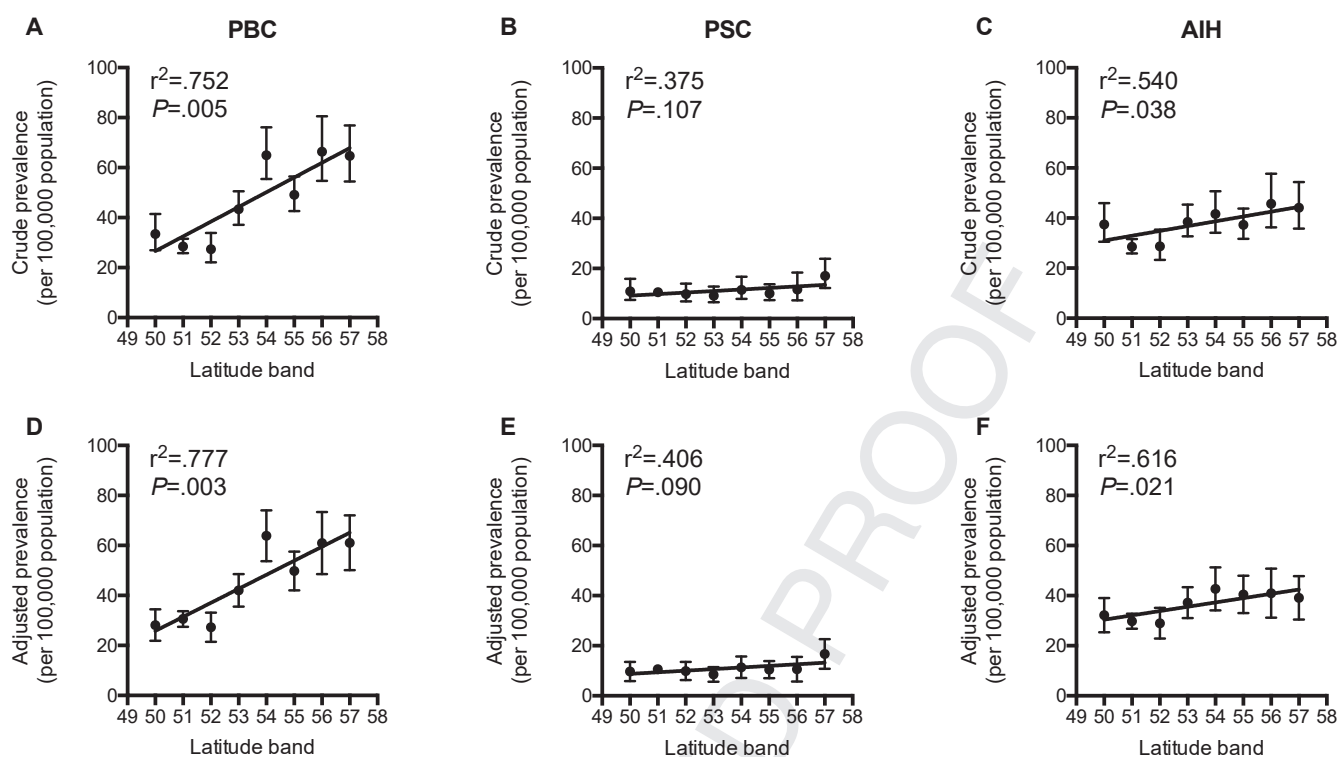 A
PBC
r2=.752
P=.005
Crude prevalence
(per 100,000 population)
100
80
60
40
20
0
49 50 51 52 53 54 55 56 57 58
Latitude band
B
PSC
r2=.375
P=.107
Crude prevalence
(per 100,000 population)
100
80
60
40
20
0
49 50 51 52 53 54 55 56 57 58
Latitude band
C
AIH
r2=.540
P=.038
Crude prevalence
(per 100,000 population)
100
80
60
40
20
0
49 50 51 52 53 54 55 56 57 58
Latitude band
D
r2=.777
P=.003
Adjusted prevalence
(per 100,000 population)
100
80
60
40
20
0
49 50 51 52 53 54 55 56 57 58
Latitude band
E
r2=.406
P=.090
Adjusted prevalence
(per 100,000 population)
100
80
60
40
20
0
49 50 51 52 53 54 55 56 57 58
Latitude band
F
r2=.616
P=.021
Adjusted prevalence
(per 100,000 population)
100
80
60
40
20
0
49 50 51 52 53 54 55 56 57 58
Latitude band
D PROOF